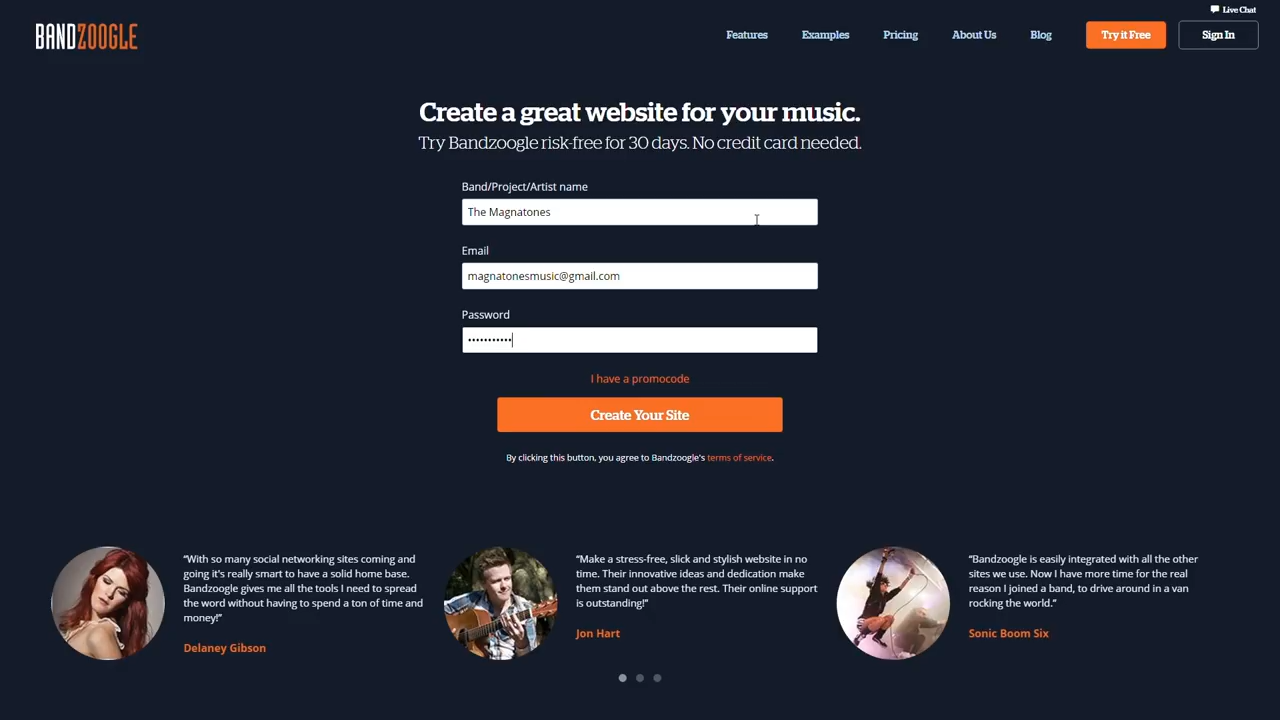 Live Chat
BANDZOOGLE
Features
Examples
Pricing
About Us
Blog
Try it Free
Sign In
Create a great website for your music.
Try Bandzoogle risk-free for 30 days. No credit card needed.
Band/Project/Artist name
The Magnatones
Email
magnatonesmusic@gmail.com
Password
•••••••••••
I have a promocode
Create Your Site
By clicking this button, you agree to Bandzoogle's terms of service.
“With so many social networking sites coming and
going it's really smart to have a solid home base.
Bandzoogle gives me all the tools I need to spread
the word without having to spend a ton of time and
money!”
Delaney Gibson
“Make a stress-free, slick and stylish website in no
time. Their innovative ideas and dedication make
them stand out above the rest. Their online support
is outstanding!”
Jon Hart
“Bandzoogle is easily integrated with all the other
sites we use. Now I have more time for the real
reason I joined a band, to drive around in a van
rocking the world.”
Sonic Boom Six